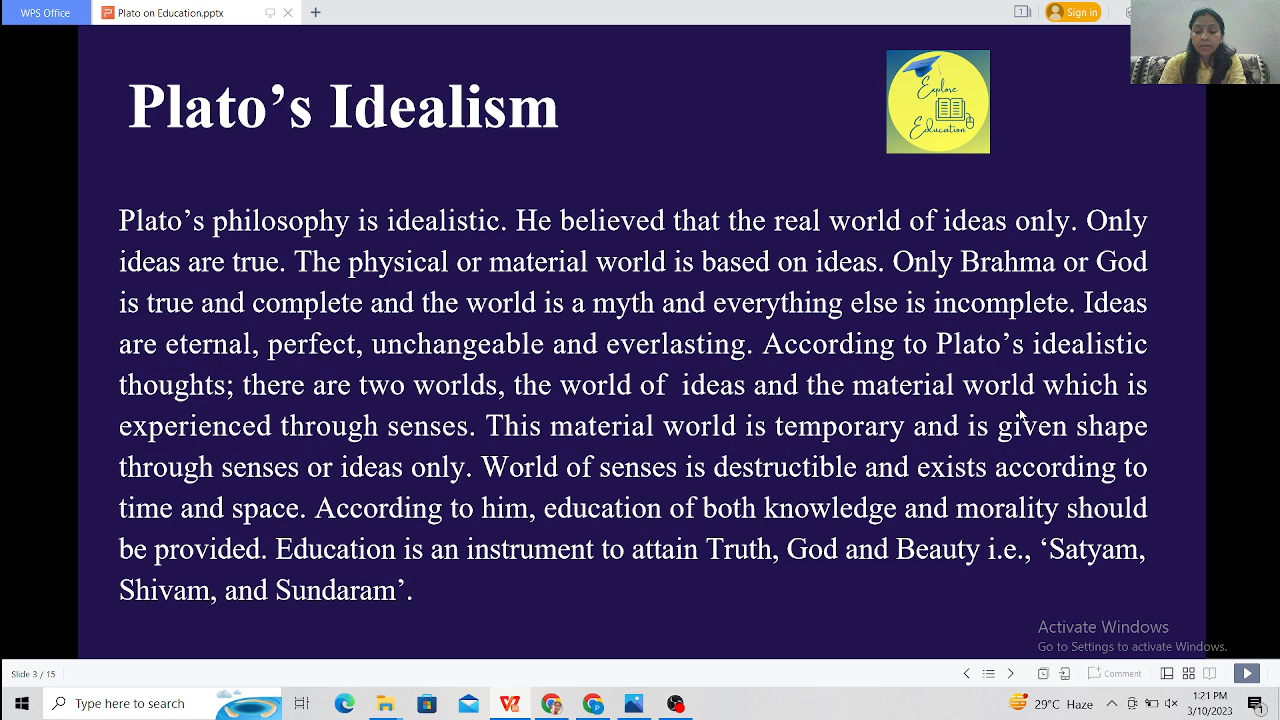 WPS Office
Plato on Education.pptx
Sign in
Plato's Idealism
Explore
Education
Plato's philosophy is idealistic. He believed that the real world of ideas only. Only
ideas are true. The physical or material world is based on ideas. Only Brahma or God
is true and complete and the world is a myth and everything else is incomplete. Ideas
are eternal, perfect, unchangeable and everlasting. According to Plato's idealistic
thoughts; there are two worlds, the world of ideas and the material world which is
experienced through senses. This material world is temporary and is given shape
through senses or ideas only. World of senses is destructible and exists according to
time and space. According to him, education of both knowledge and morality should
be provided. Education is an instrument to attain Truth, God and Beauty i.e., ‘Satyam,
Shivam, and Sundaram’.
Activate Windows
Go to Settings to activate Windows.
Slide 3 / 15
Comment
Type here to search
29°C Haze
1:21 PM
3/10/2023